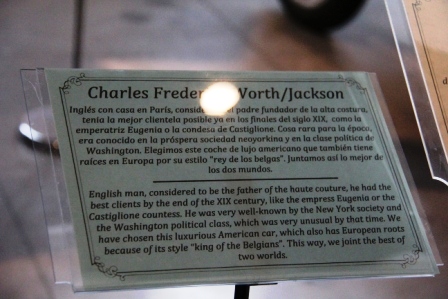 Charles Frederi Worth/Jackson
Inglés con casa en París, consid el padre fundador de la alta costura,
tenía la mejor clientela posible ya en los finales del siglo XIX, como la
emperatriz Eugenia o la condesa de Castiglione. Cosa rara para la época,
era conocido en la próspera sociedad neoyorkina y en la clase política de
Washington. Elegimos este coche de lujo americano que también tiene
raíces en Europa por su estilo "rey de los belgas". Juntamos así lo mejor de
los dos mundos.
English man, considered to be the father of the haute couture, he had the
best clients by the end of the XIX century, like the empress Eugenia or the
Castiglione countess. He was very well-known by the New York society and
the Washington political class, which was very unusual by that time. We
have chosen this luxurious American car, which also has European roots
because of its style "king of the Belgians". This way, we joint the best of
two worlds.